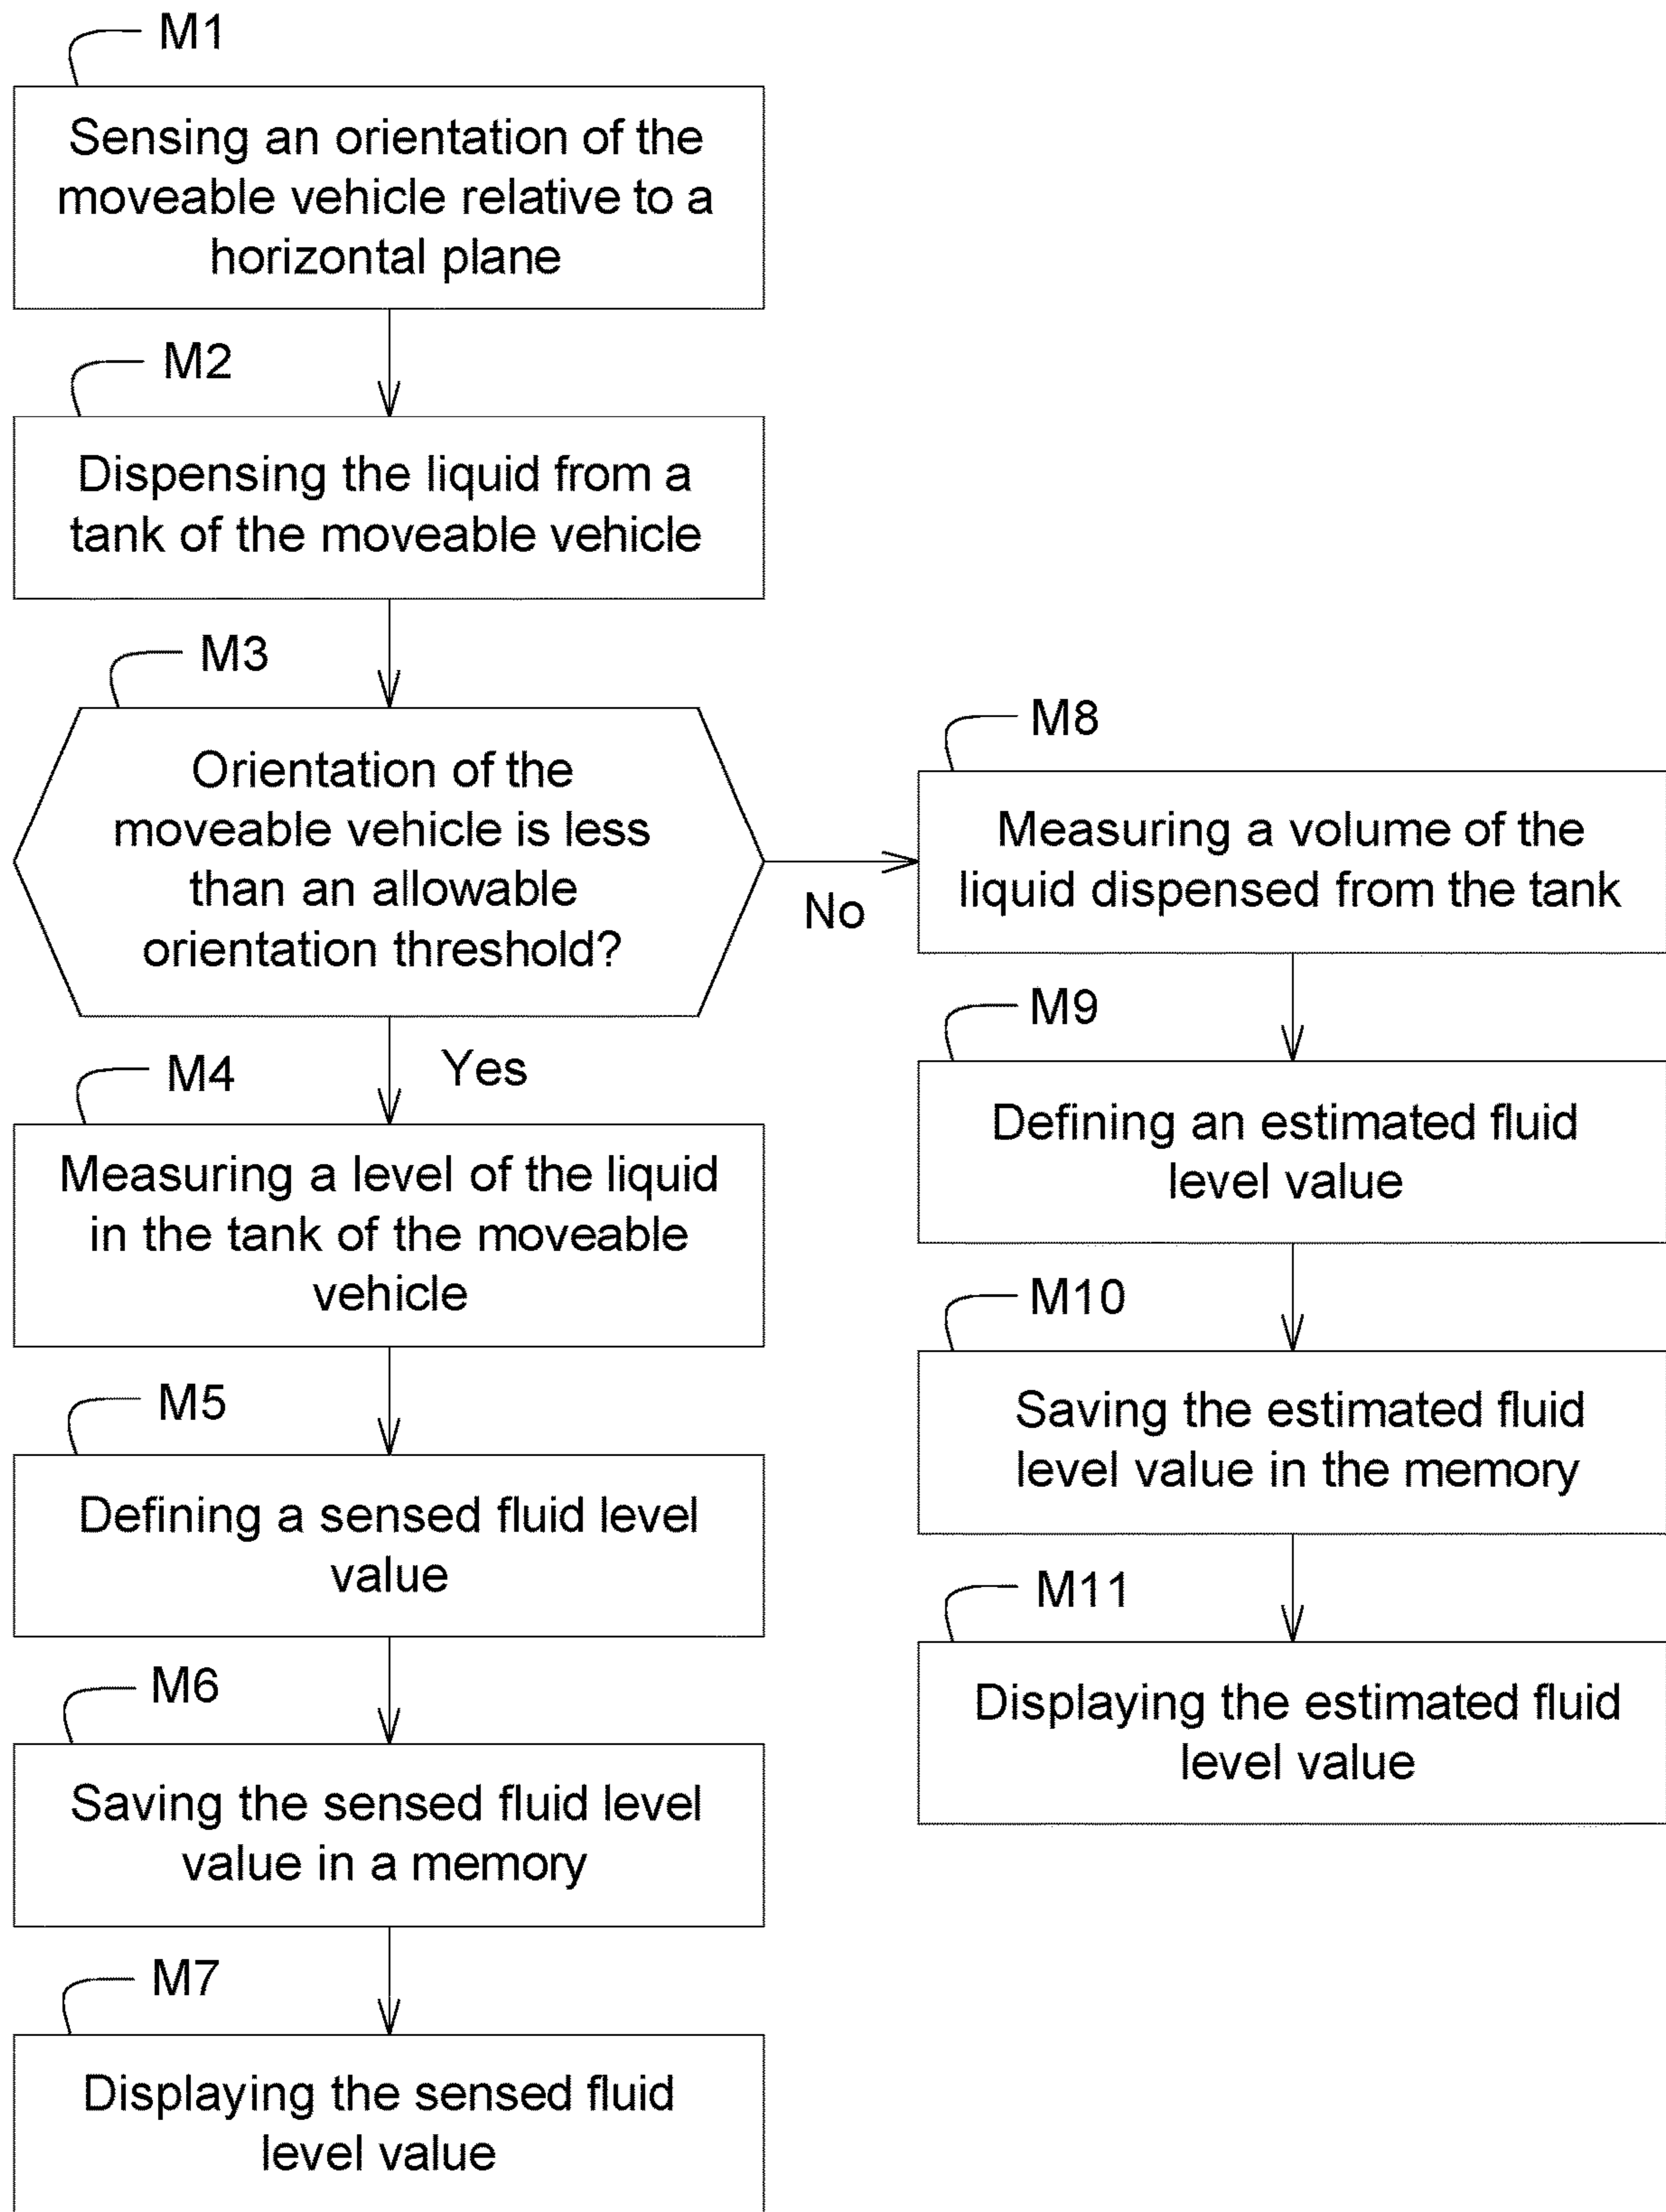 M1
Sensing an orientation of the
moveable vehicle relative to a
horizontal plane
M2
Dispensing the liquid from a
tank of the moveable vehicle
M3
Orientation of the
moveable vehicle is less
than an allowable
orientation threshold?
No
Yes
M4
Measuring a level of the liquid
in the tank of the moveable
vehicle
M5
Defining a sensed fluid level
value
M6
Saving the sensed fluid level
value in a memory
M7
Displaying the sensed fluid
level value
M8
Measuring a volume of the
liquid dispensed from the tank
M9
Defining an estimated fluid
level value
M10
Saving the estimated fluid
level value in the memory
M11
Displaying the estimated fluid
level value